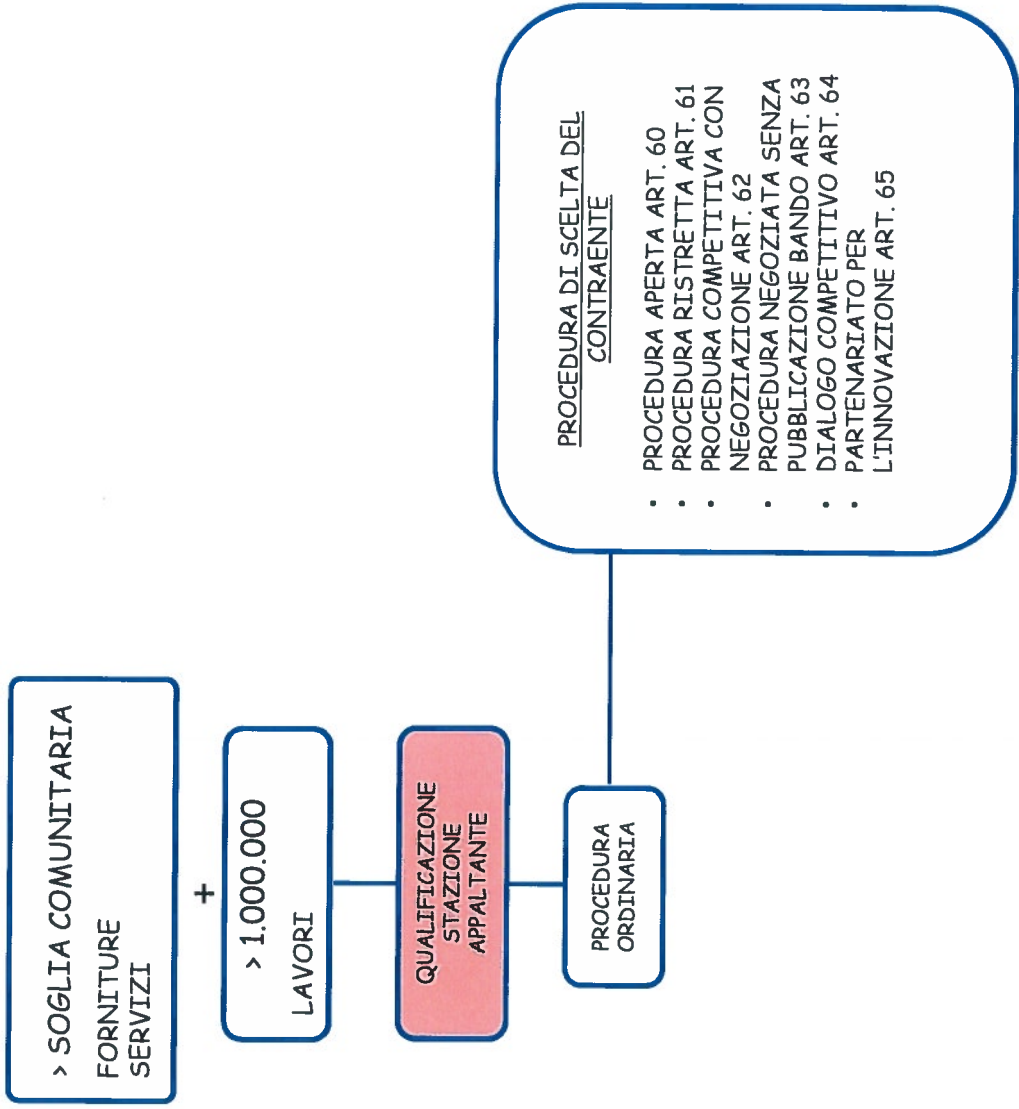 > SOGLIA COMUNITARIA
FORNITURE
SERVIZI
+
> 1.000.000
LAVORI
QUALIFICAZIONE
STAZIONE
APPALTANTE
PROCEDURA
ORDINARIA
PROCEDURA DI SCELTA DEL
CONTRAENTE
• PROCEDURA APERTA ART. 60
• PROCEDURA RISTRETTA ART. 61
• PROCEDURA COMPETITIVA CON
NEGOZIAZIONE ART. 62
• PROCEDURA NEGOZIATA SENZA
PUBBLICAZIONE BANDO ART. 63
• DIALOGO COMPETITIVO ART. 64
• PARTENARIATO PER
L'INNOVAZIONE ART. 65